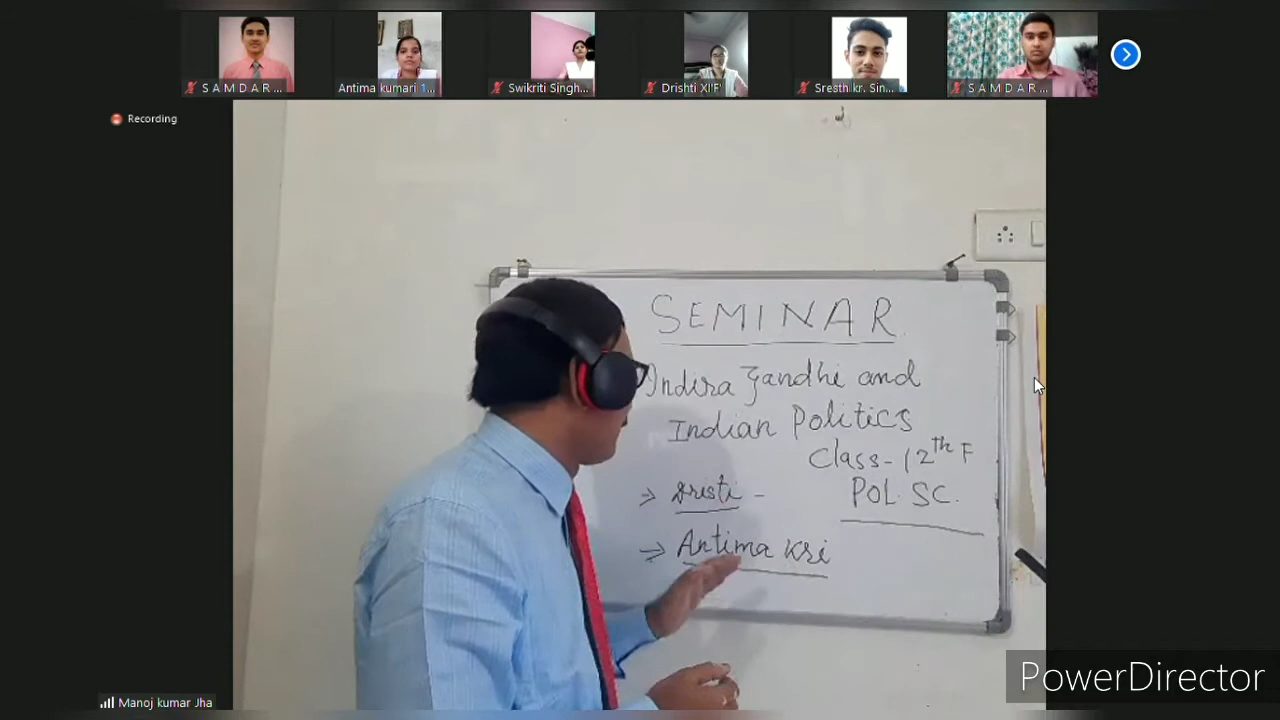 S A M D A R ...
Antima kumari 1...
Swikriti Singh...
Drishti XI'F'
Sresth kr. Sin...
S A M D A R ...
Recording
SEMINAR
Indira Gandhi and
Indian Politics
Class-12th F
→ Dristi -
POL. SC.
→ Antima Kri
Manoj kumar Jha
PowerDirector